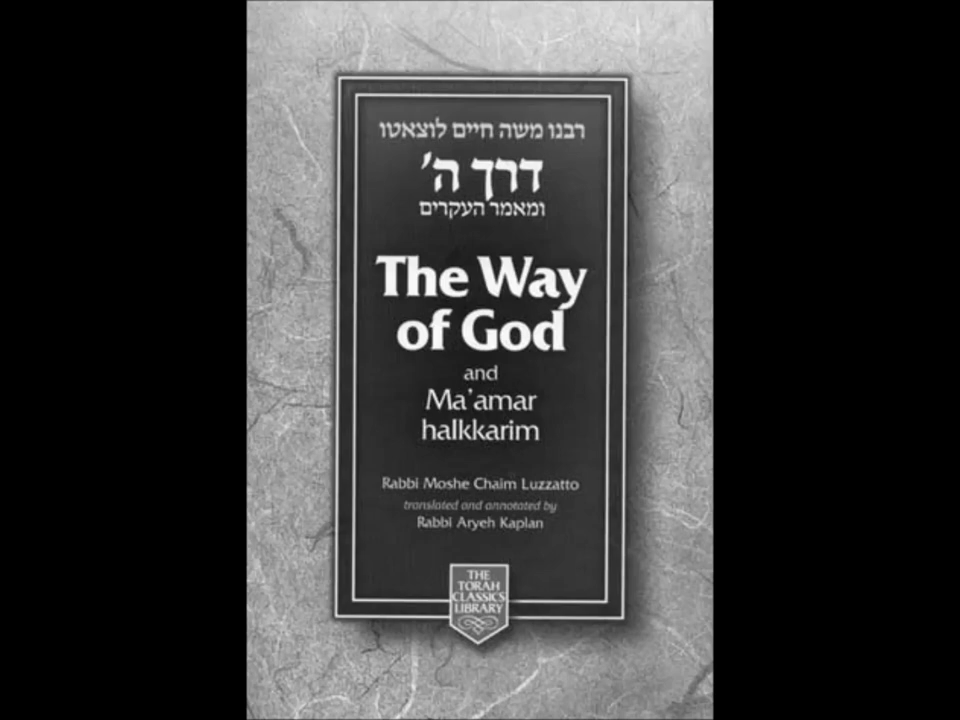 רבנו משה חיים לוצאטו
דרך ה'
ומאמר העקרים
The Way
of God
and
Ma'amar
halkkarim
Rabbi Moshe Chaim Luzzatto
translated and annotated by
Rabbi Aryeh Kaplan
THE
TORAH
CLASSICS
LIBRARY